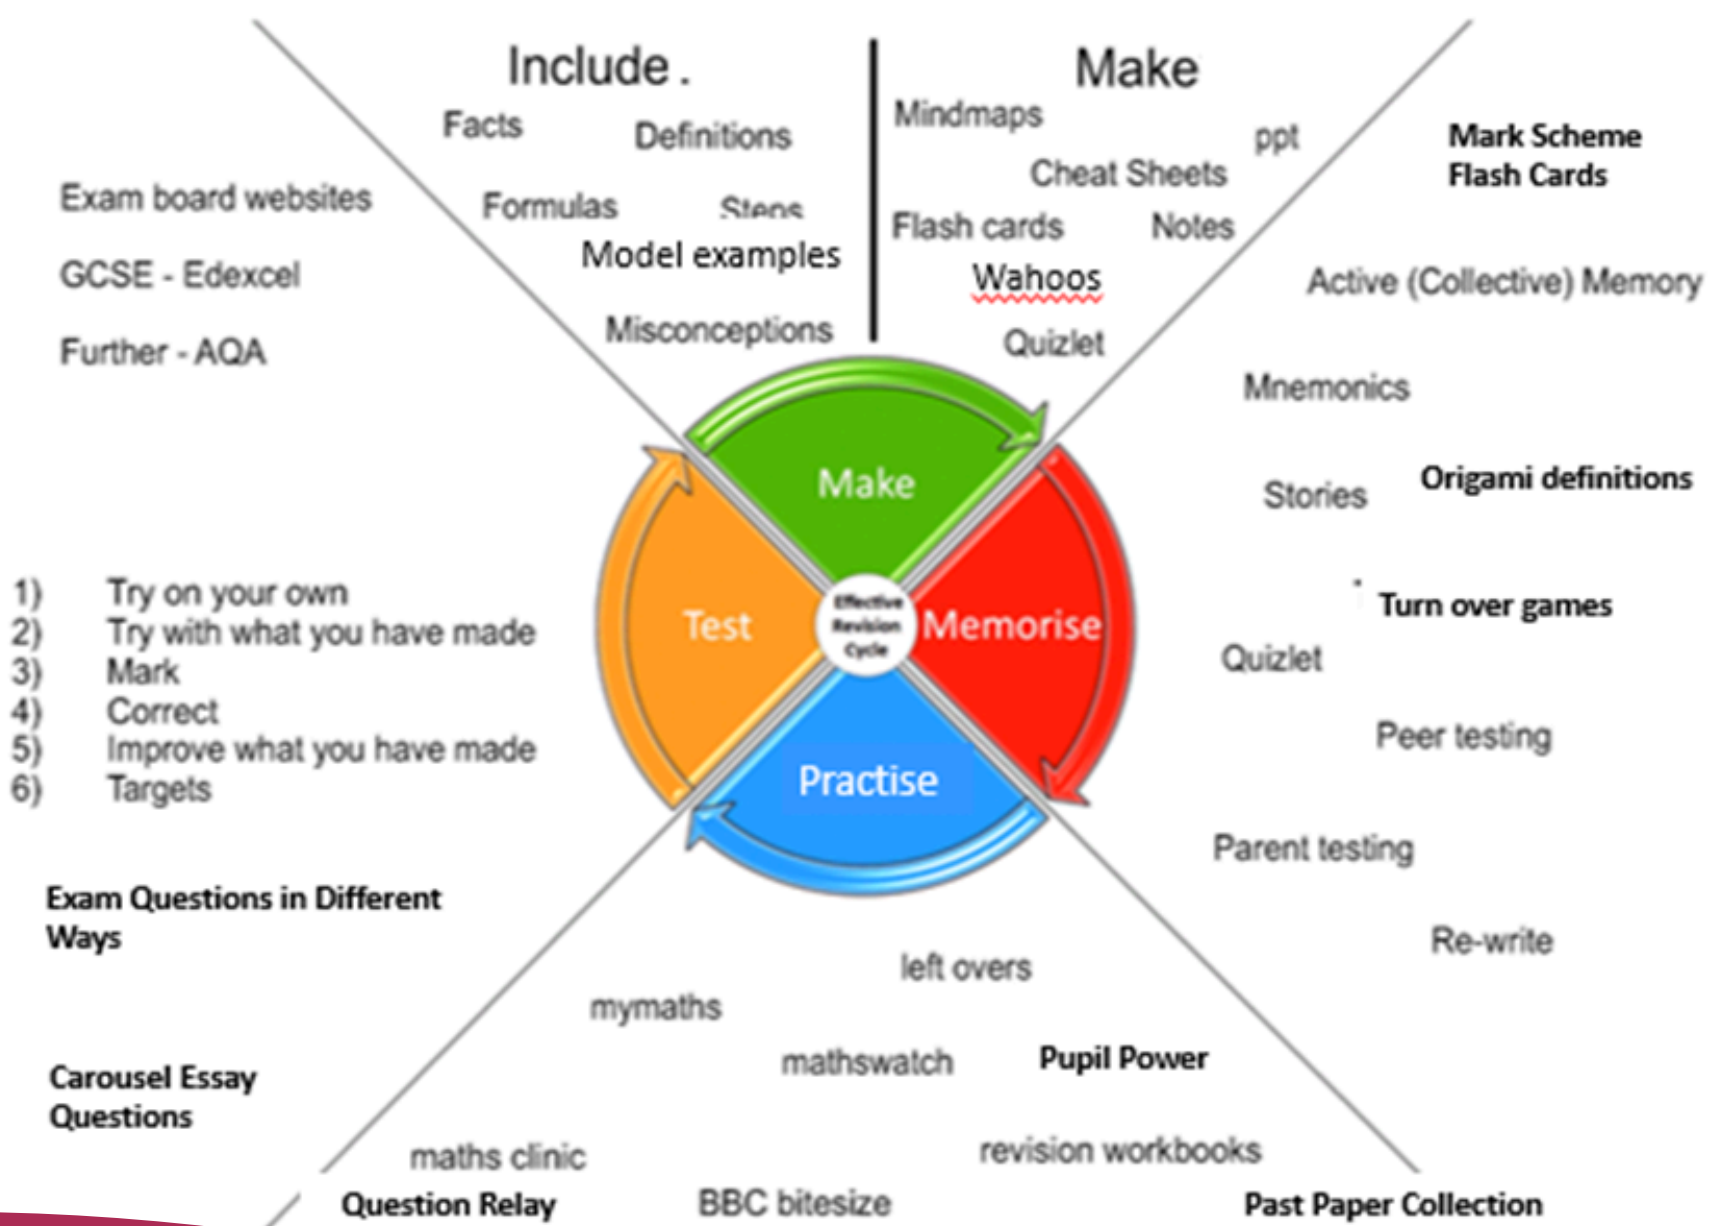 Include .
Facts
Definitions
Formulas
Steps
Model examples
Misconceptions
Make
Mindmaps
ppt
Cheat Sheets
Flash cards
Notes
Wahoos
Quizlet
Mark Scheme
Flash Cards
Active (Collective) Memory
Mnemonics
Stories
Origami definitions
Turn over games
Quizlet
Peer testing
Parent testing
Re-write
Exam board websites
GCSE - Edexcel
Further - AQA
1) Try on your own
2) Try with what you have made
3) Mark
4) Correct
5) Improve what you have made
6) Targets
Exam Questions in Different
Ways
Carousel Essay
Questions
Make
Test
Effective
Revision
Cycle
Memorise
Practise
left overs
mymaths
mathswatch
Pupil Power
maths clinic
revision workbooks
Question Relay
BBC bitesize
Past Paper Collection